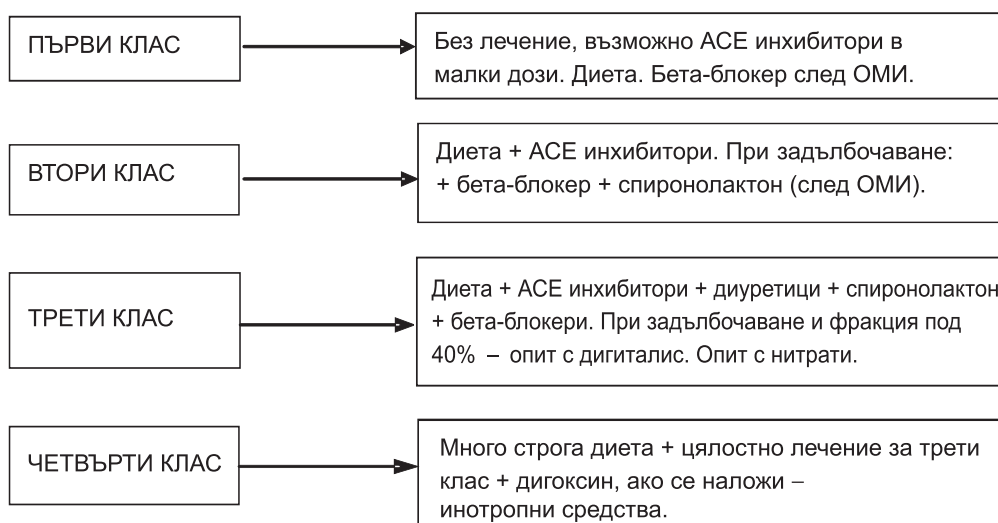 ПЪРВИ КЛАС
Без лечение, възможно АСЕ инхибитори в
малки дози. Диета. Бета-блокер след ОМИ.
ВТОРИ КЛАС
Диета + АСЕ инхибитори. При задълбочаване:
+ бета-блокер + спиронолактон (след ОМИ).
ТРЕТИ КЛАС
Диета + АСЕ инхибитори + диуретици + спиронолактон
+ бета-блокери. При задълбочаване и фракция под
40% – опит с дигиталис. Опит с нитрати.
ЧЕТВЪРТИ КЛАС
Много строга диета + цялостно лечение за трети
клас + дигоксин, ако се наложи –
инотропни средства.